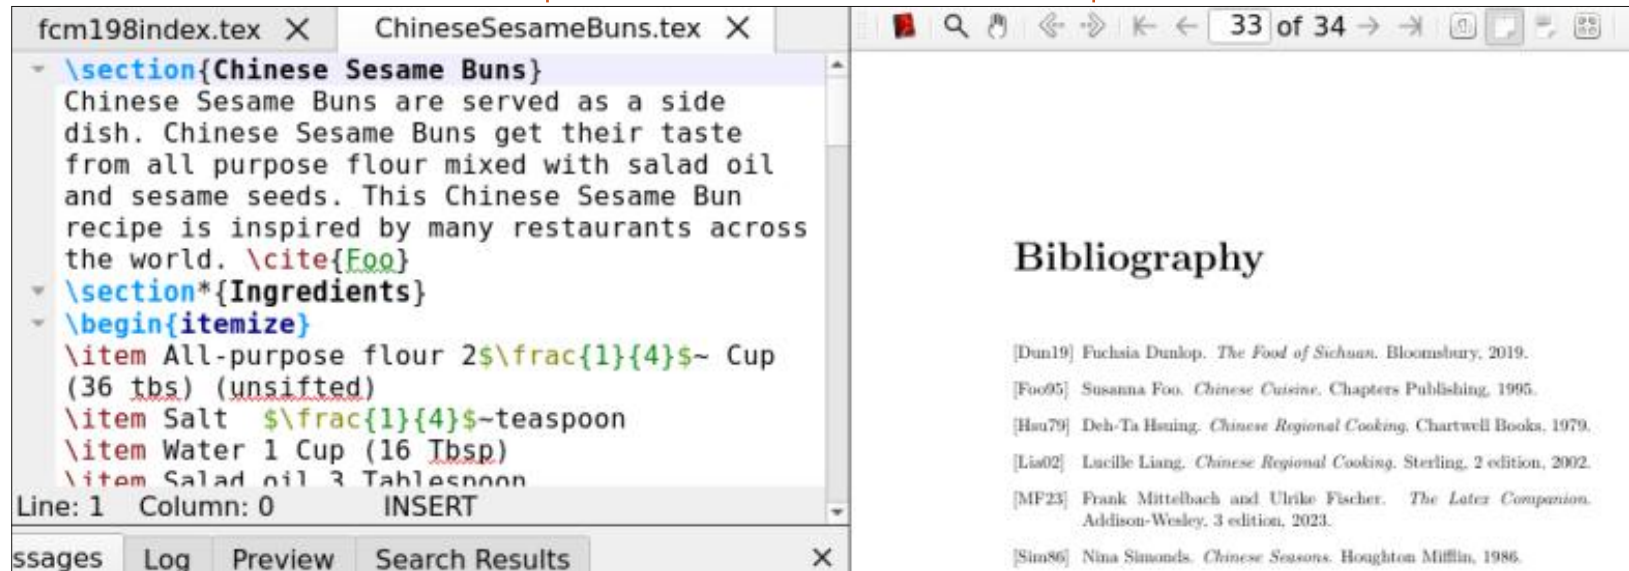 fcm198index.tex
ChineseSesameBuns.tex
\section{Chinese Sesame Buns}
Chinese Sesame Buns are served as a side
dish. Chinese Sesame Buns get their taste
from all purpose flour mixed with salad oil
and sesame seeds. This Chinese Sesame Bun
recipe is inspired by many restaurants across
the world. \cite{Foo}
\section*{Ingredients}
\begin{itemize}
\item All-purpose flour 2$\frac{1}{4}$~ Cup
(36 tbs) (unsifted)
\item Salt  $\frac{1}{4}$~teaspoon
\item Water 1 Cup (16 Tbsp)
\item Salad oil 3 Tablespoon
Line: 1 Column: 0 INSERT
ssages Log Preview Search Results
33 of 34
Bibliography
[Dun19] Fuchsia Dunlop. The Food of Sichuan. Bloomsbury, 2019.
[Foo95] Susanna Foo. Chinese Cuisine. Chapters Publishing, 1995.
[Hsu79] Deh-Ta Hsuing. Chinese Regional Cooking. Chartwell Books, 1979.
[Lia02] Lucille Liang. Chinese Regional Cooking. Sterling, 2 edition, 2002.
[MF23] Frank Mittelbach and Ulrike Fischer. The Latex Companion.
Addison-Wesley, 3 edition, 2023.
[Sim86] Nina Simonds. Chinese Seasons. Houghton Mifflin, 1986.